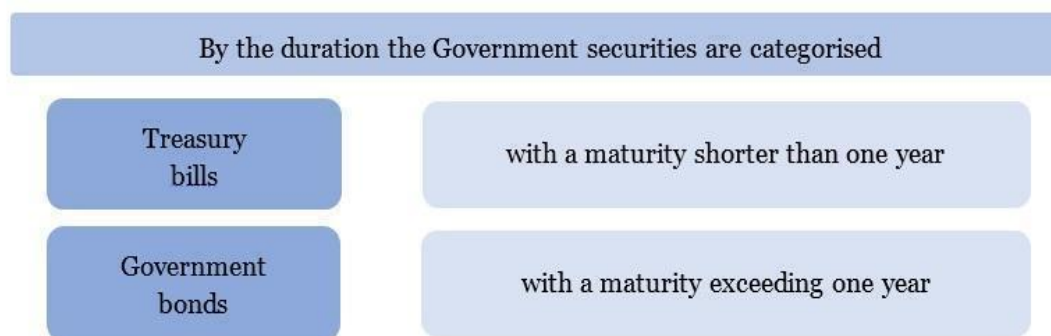 By the duration the Government securities are categorised
Treasury
bills
with a maturity shorter than one year
Government
bonds
with a maturity exceeding one year